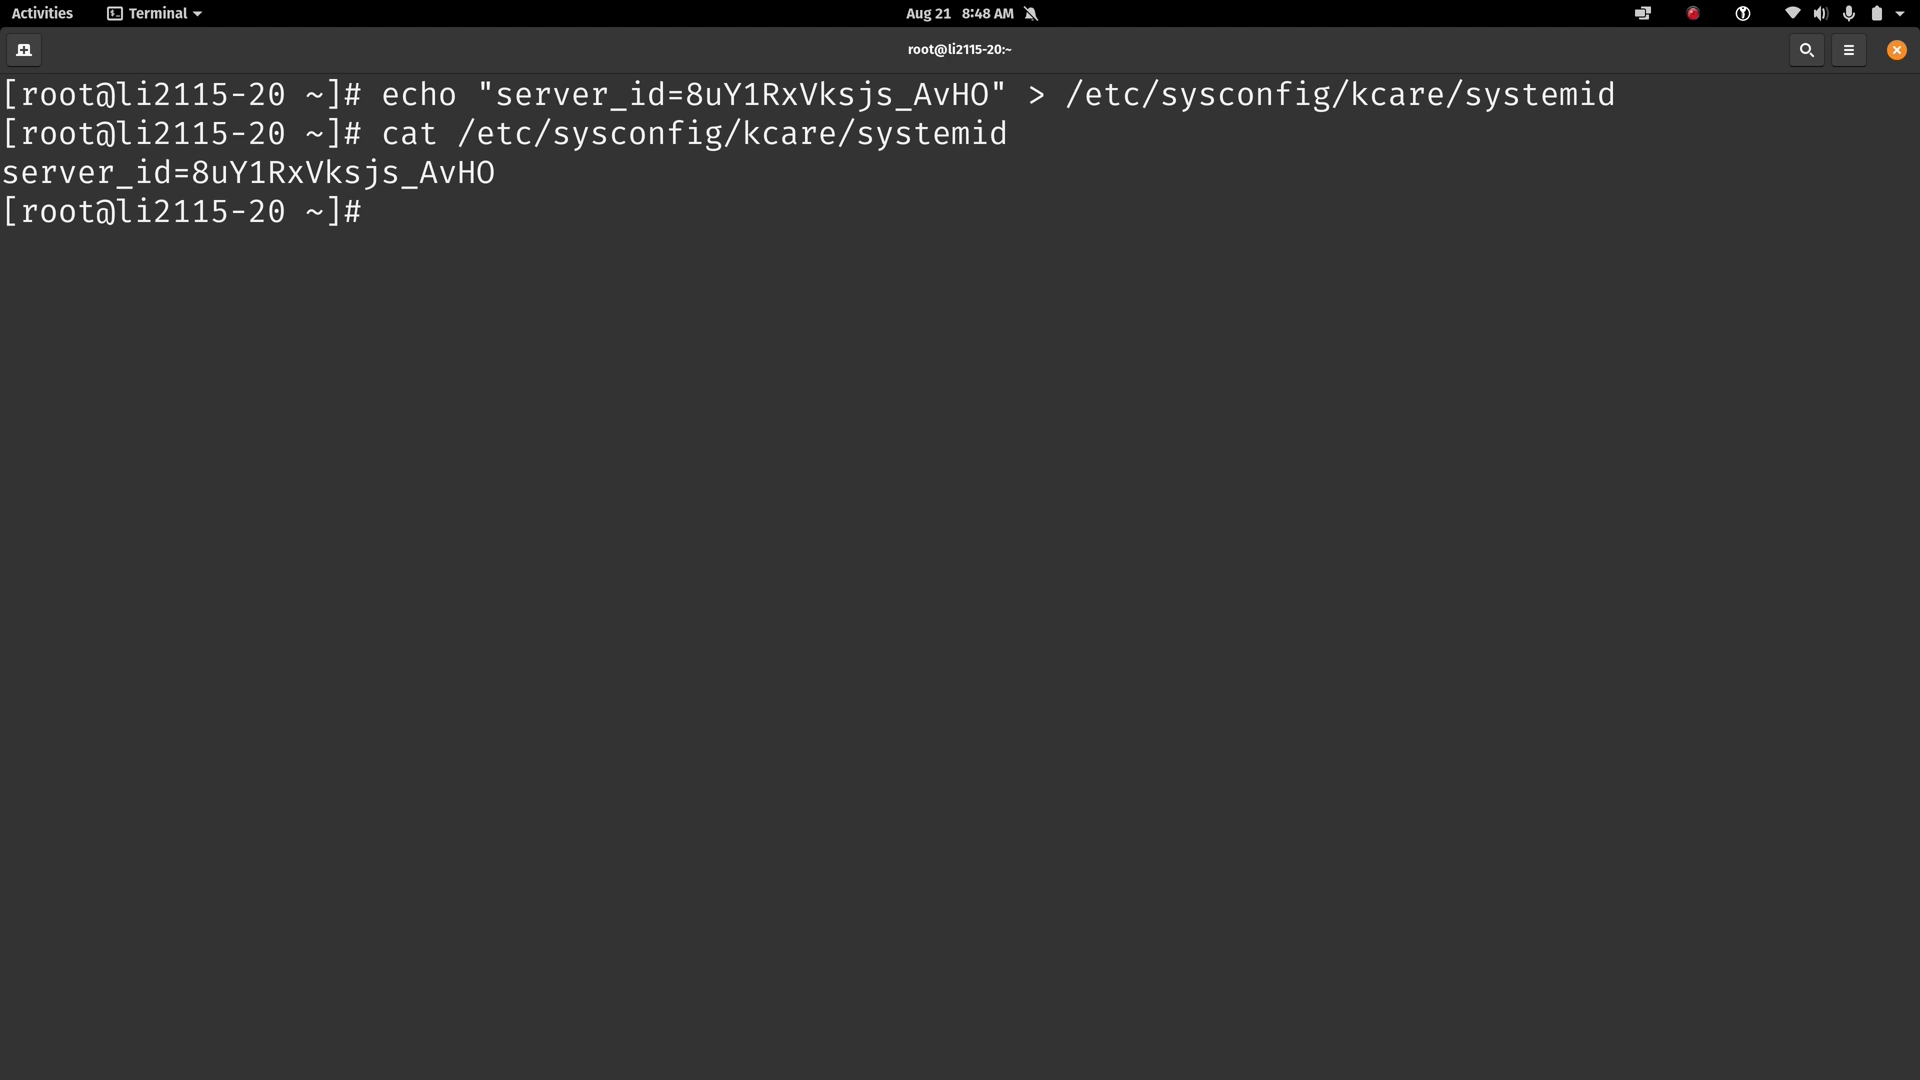 Activities Terminal Aug 21 8:48 AM
root@li2115-20:~
[root@li2115-20 ~]# echo "server_id=8uY1RxVksjs_AvHO" > /etc/sysconfig/kcare/systemid
[root@li2115-20 ~]# cat /etc/sysconfig/kcare/systemid
server_id=8uY1RxVksjs_AvHO
[root@li2115-20 ~]#